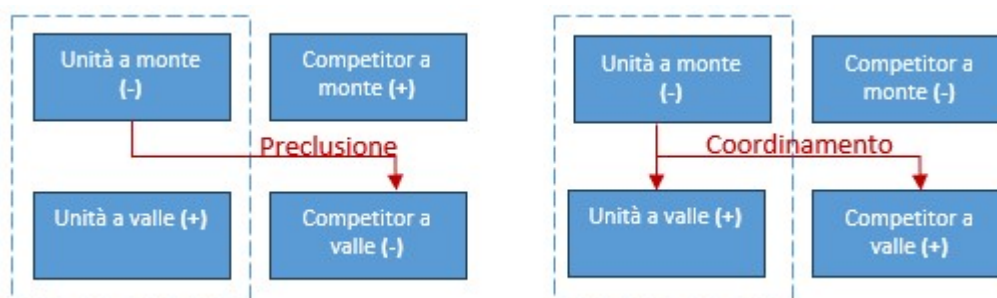 Unità a monte
(-)
Competitor a
monte (+)
Preclusione
Unità a valle (+)
Competitor a
valle (-)
Unità a monte
(-)
Competitor a
monte (-)
Coordinamento
Unità a valle (+)
Competitor a
valle (+)